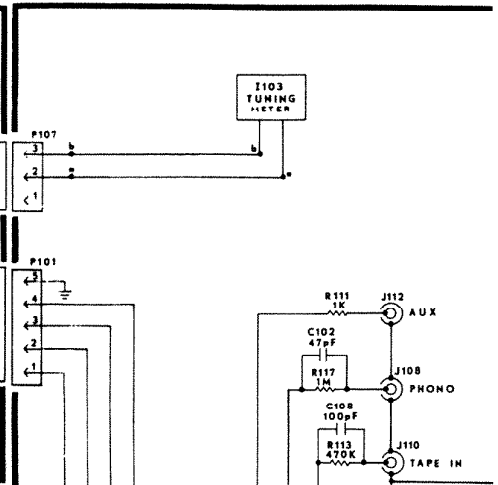 I103
TUNING
METER
P107
3
b
b
2
1
P101
5
4
3
2
1
R111
1K
J112
AUX
C102
47pF
R117
1M
J108
PHONO
C108
100pF
R113
470K
J110
TAPE IN